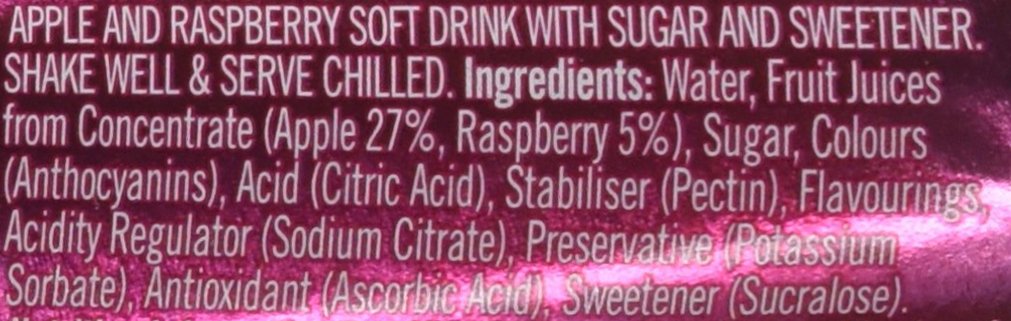 APPLE AND RASPBERRY SOFT DRINK WITH SUGAR AND SWEETENER.
SHAKE WELL & SERVE CHILLED. Ingredients: Water, Fruit Juices
from Concentrate (Apple 27%, Raspberry 5%), Sugar, Colours
(Anthocyanins), Acid (Citric Acid), Stabiliser (Pectin), Flavourings,
Acidity Regulator (Sodium Citrate), Preservative (Potassium
Sorbate), Antioxidant (Ascorbic Acid), Sweetener (Sucralose).